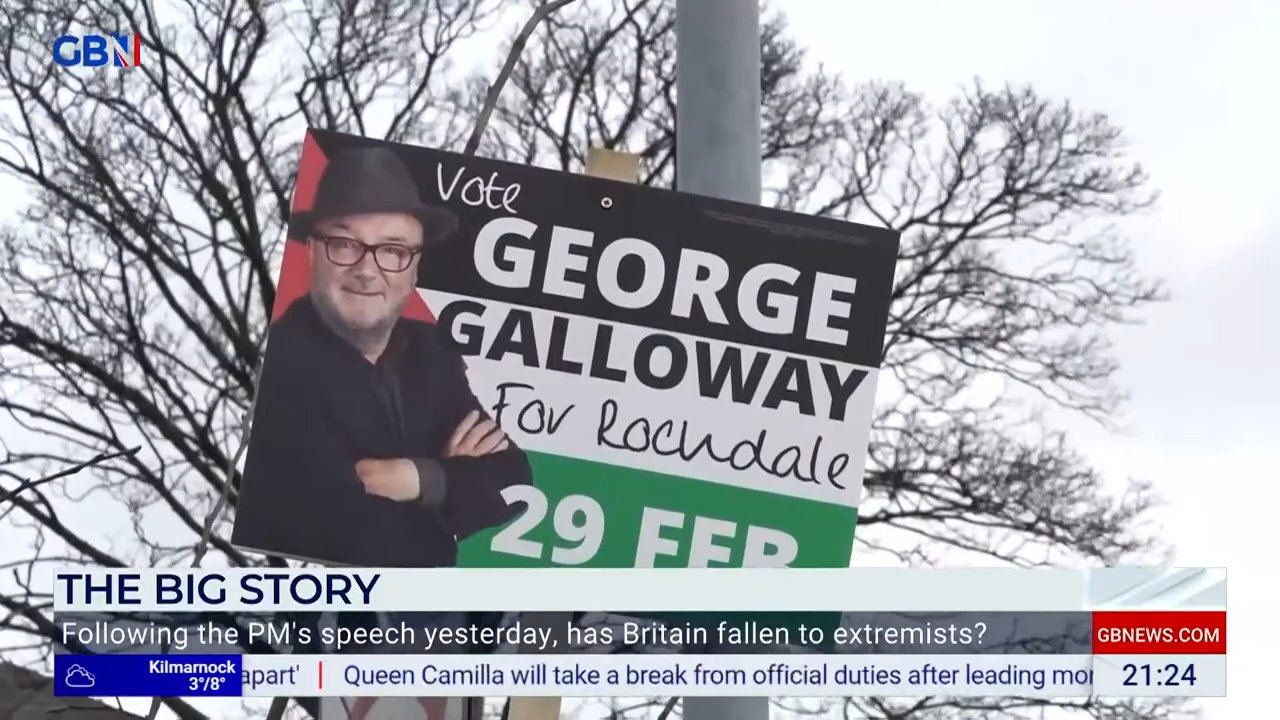 GBN
Vote
GEORGE
GALLOWAY
For Rochdale
29 FEB
THE BIG STORY
Following the PM's speech yesterday, has Britain fallen to extremists?
GBNEWS.COM
Kilmarnock
3°/8°
apart' | Queen Camilla will take a break from official duties after leading
21:24